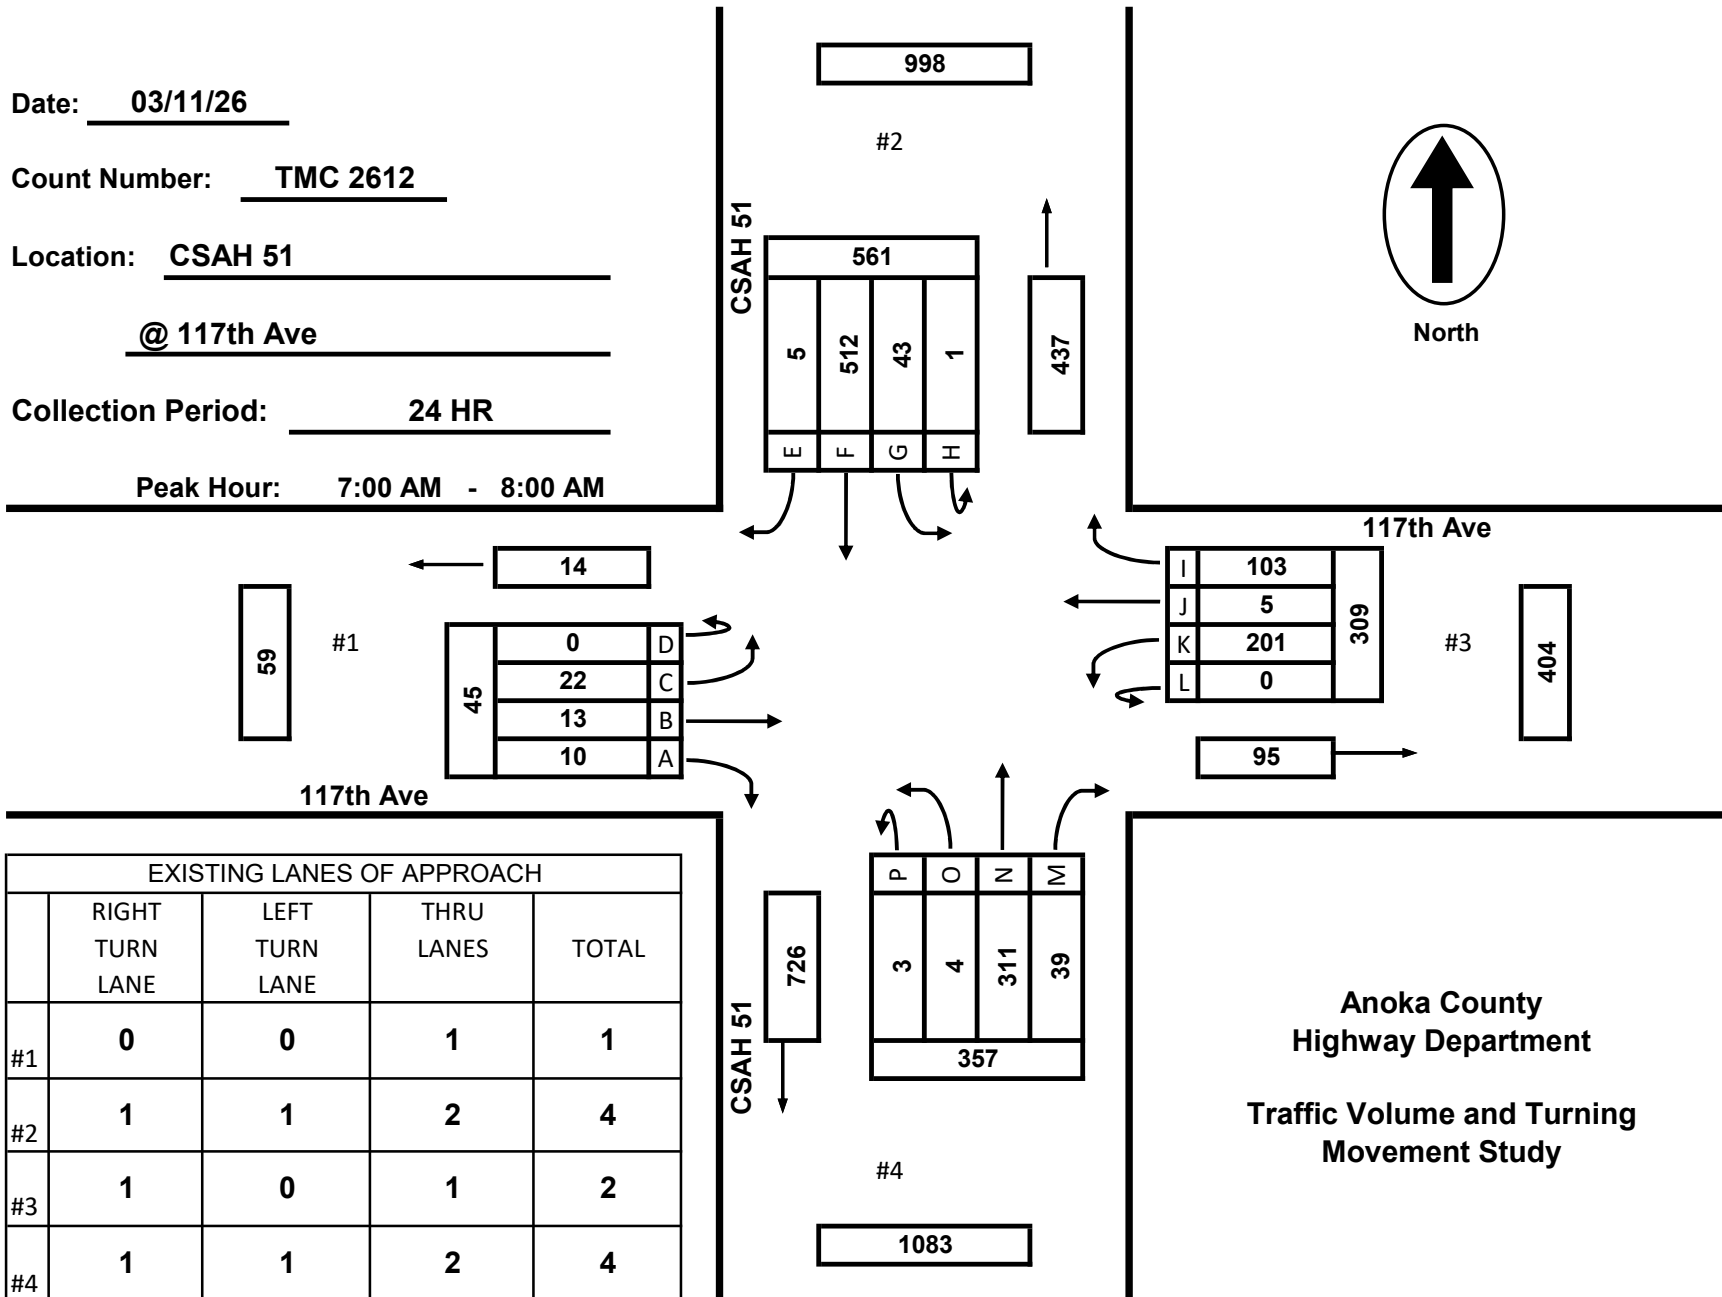 Date: 03/11/26
Count Number: TMC 2612
Location: CSAH 51
@ 117th Ave
Collection Period: 24 HR
Peak Hour: 7:00 AM - 8:00 AM
998
#2
CSAH 51
561
5 512 43 1
E F G H
437
North
117th Ave
14
59
#1
45
0 D
22 C
13 B
10 A
117th Ave
I 103
J 5
K 201
L 0
309
#3
404
95
P O N M
3 4 311 39
357
726
CSAH 51
#4
1083
EXISTING LANES OF APPROACH
RIGHT TURN LANE
LEFT TURN LANE
THRU LANES
TOTAL
#1 0 0 1 1
#2 1 1 2 4
#3 1 0 1 2
#4 1 1 2 4
Anoka County
Highway Department
Traffic Volume and Turning
Movement Study